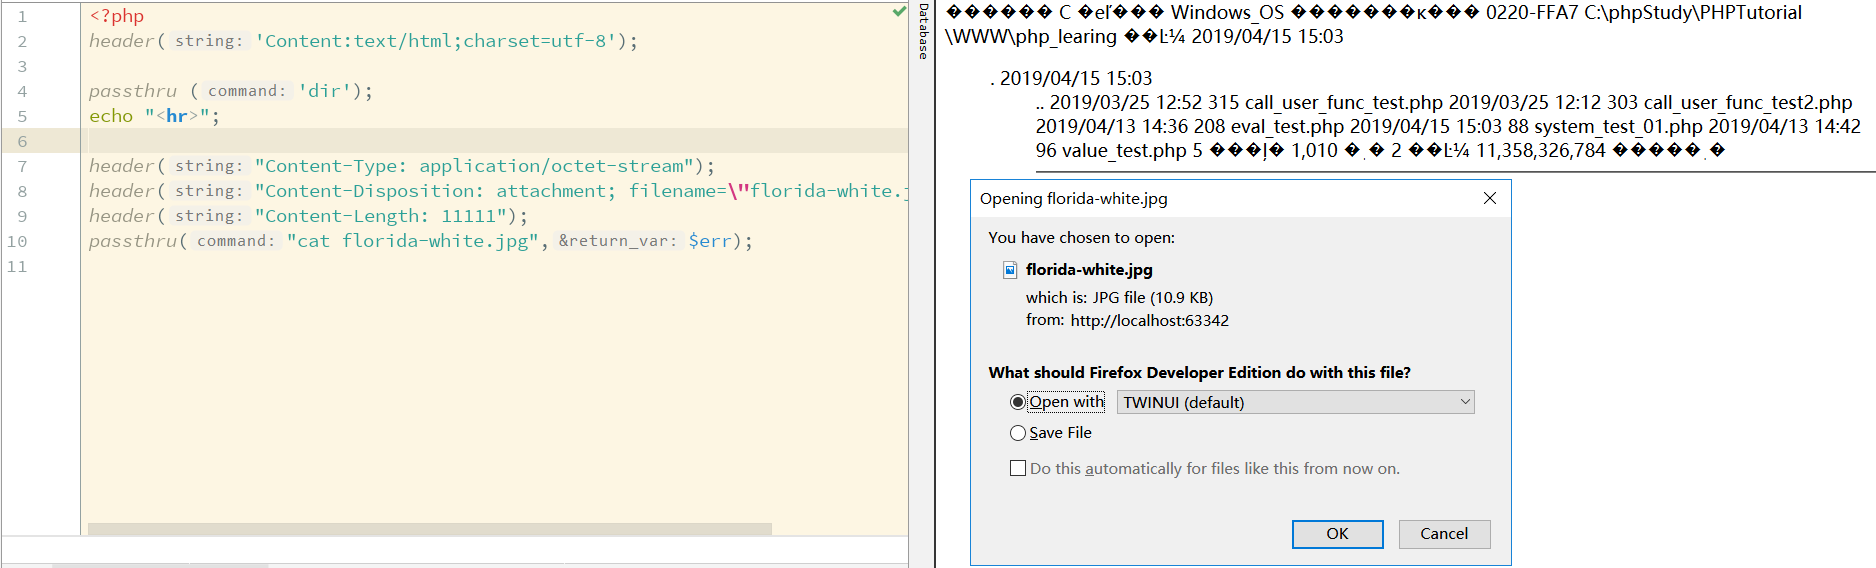 1 <?php
2 header( string: 'Content:text/html;charset=utf-8');
3
4 passthru ( command: 'dir');
5 echo "<hr>";
6
7 header( string: "Content-Type: application/octet-stream");
8 header( string: "Content-Disposition: attachment; filename=\"florida-white.j
9 header( string: "Content-Length: 11111");
10 passthru( command: "cat florida-white.jpg", &return_var: $err);
11
Database
������ C �eľ��� Windows_OS �������к��� 0220-FFA7 C:\phpStudy\PHPTutorial
\WWW\php_learing ��Ŀ¼ 2019/04/15 15:03
. 2019/04/15 15:03
.. 2019/03/25 12:52 315 call_user_func_test.php 2019/03/25 12:12 303 call_user_func_test2.php
2019/04/13 14:36 208 eval_test.php 2019/04/15 15:03 88 system_test_01.php 2019/04/13 14:42
96 value_test.php 5 ���ļ� 1,010 �ֽ� 2 ��Ŀ¼ 11,358,326,784 �����ֽ�
Opening florida-white.jpg
You have chosen to open:
florida-white.jpg
which is: JPG file (10.9 KB)
from: http://localhost:63342
What should Firefox Developer Edition do with this file?
Open with TWINUI (default)
Save File
Do this automatically for files like this from now on.
OK Cancel